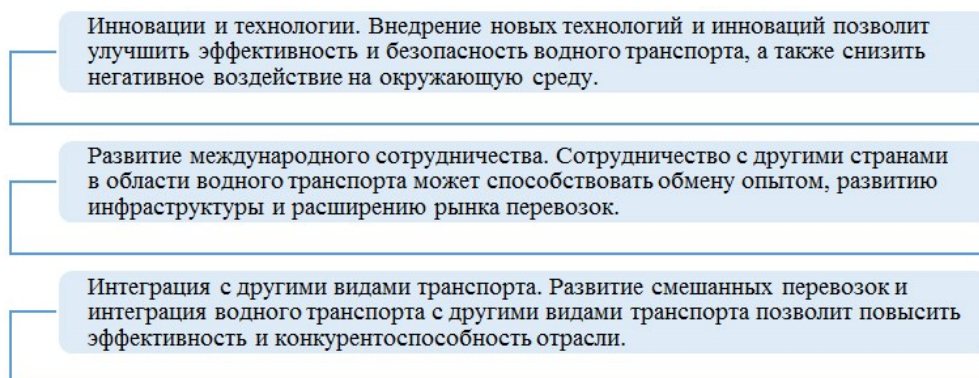 Инновации и технологии. Внедрение новых технологий и инноваций позволит
улучшить эффективность и безопасность водного транспорта, а также снизить
негативное воздействие на окружающую среду.
Развитие международного сотрудничества. Сотрудничество с другими странами
в области водного транспорта может способствовать обмену опытом, развитию
инфраструктуры и расширению рынка перевозок.
Интеграция с другими видами транспорта. Развитие смешанных перевозок и
интеграция водного транспорта с другими видами транспорта позволит повысить
эффективность и конкурентоспособность отрасли.